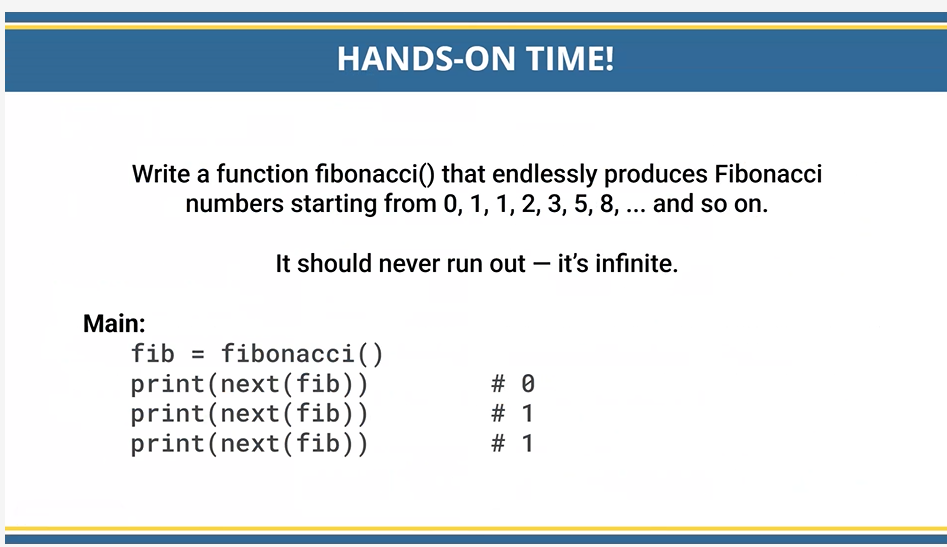 HANDS-ON TIME!
Write a function fibonacci() that endlessly produces Fibonacci
numbers starting from 0, 1, 1, 2, 3, 5, 8, ... and so on.
It should never run out — it’s infinite.
Main:
fib = fibonacci()
print(next(fib)) # 0
print(next(fib)) # 1
print(next(fib)) # 1